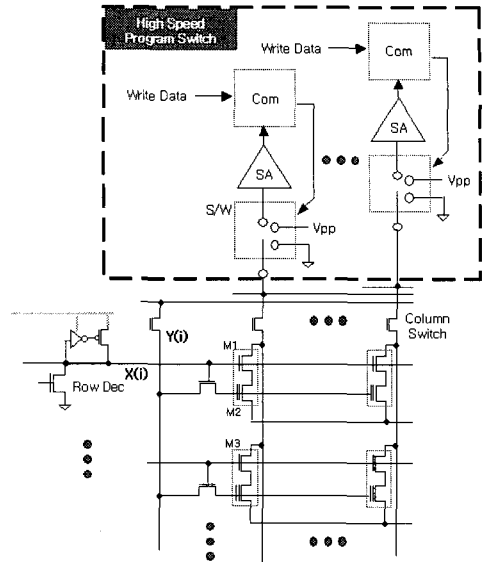 High Speed
Program Switch
Write Data
Com
Write Data
Com
SA
SA
S/W
Vpp
Vpp
Y(i)
Column
Switch
M1
X(i)
Row Dec
M2
M3